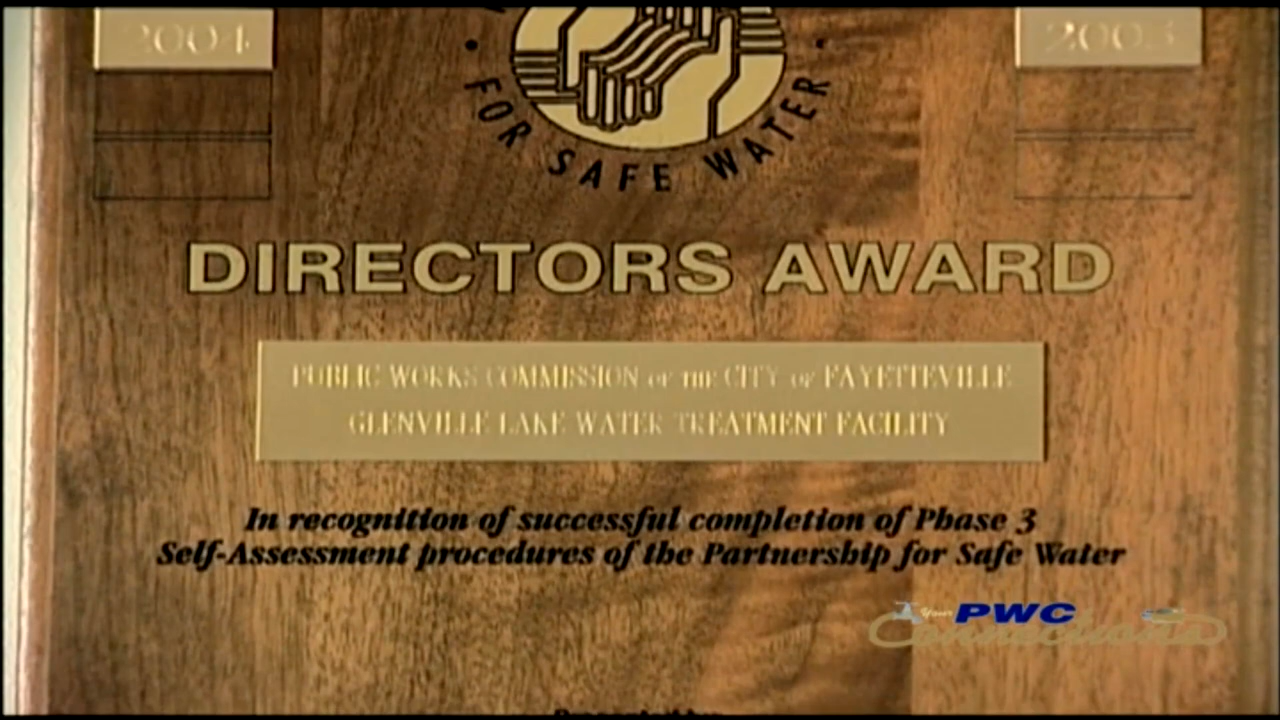 2004
FOR SAFE WATER
DIRECTORS AWARD
PUBLIC WORKS COMMISSION OF THE CITY OF FAYETTEVILLE
GLENVILLE LAKE WATER TREATMENT FACILITY
In recognition of successful completion of Phase 3
Self-Assessment procedures of the Partnership for Safe Water
Your PWC